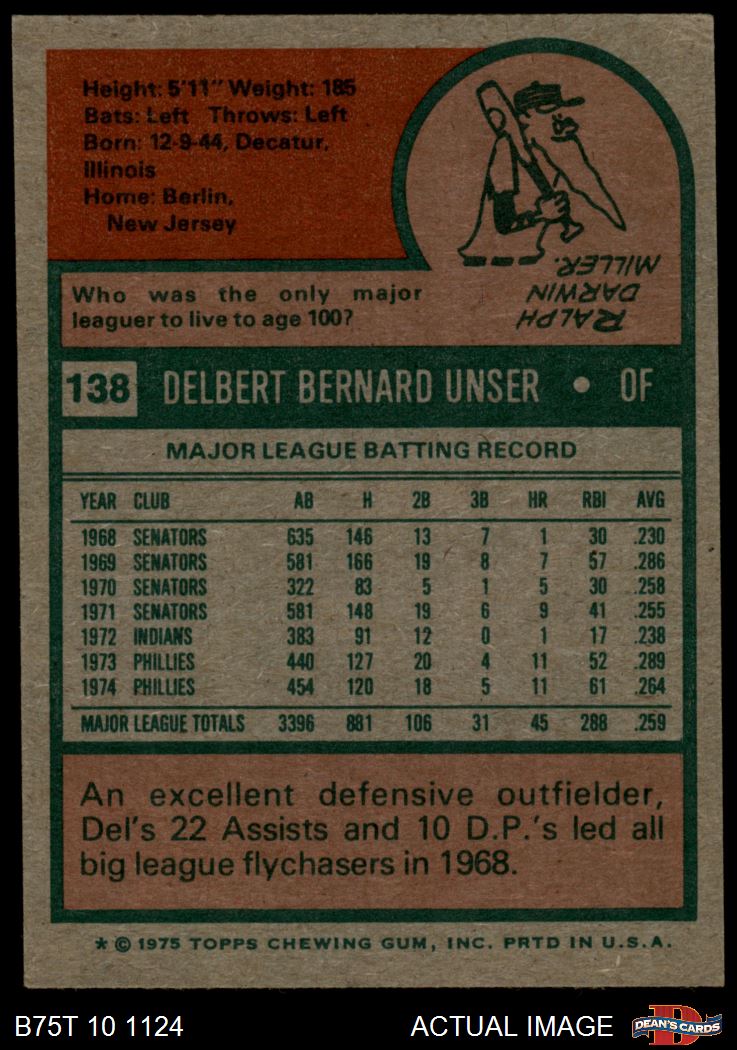 Height: 5'11" Weight: 185
Bats: Left Throws: Left
Born: 12-9-44, Decatur,
Illinois
Home: Berlin,
New Jersey
Who was the only major
leaguer to live to age 100?
RALPH
DARWIN
MILLER.
138 DELBERT BERNARD UNSER • OF
MAJOR LEAGUE BATTING RECORD
YEAR CLUB AB H 2B 3B HR RBI AVG
1968 SENATORS 635 146 13 7 1 30 .230
1969 SENATORS 581 166 19 8 7 57 .286
1970 SENATORS 322 83 5 1 5 30 .258
1971 SENATORS 581 148 19 6 9 41 .255
1972 INDIANS 383 91 12 0 1 17 .238
1973 PHILLIES 440 127 20 4 11 52 .289
1974 PHILLIES 454 120 18 5 11 61 .264
MAJOR LEAGUE TOTALS 3396 881 106 31 45 288 .259
An excellent defensive outfielder,
Del's 22 Assists and 10 D.P.'s led all
big league flychasers in 1968.
* © 1975 TOPPS CHEWING GUM, INC. PRTD IN U.S.A.
B75T 10 1124 ACTUAL IMAGE
DEAN'S CARDS